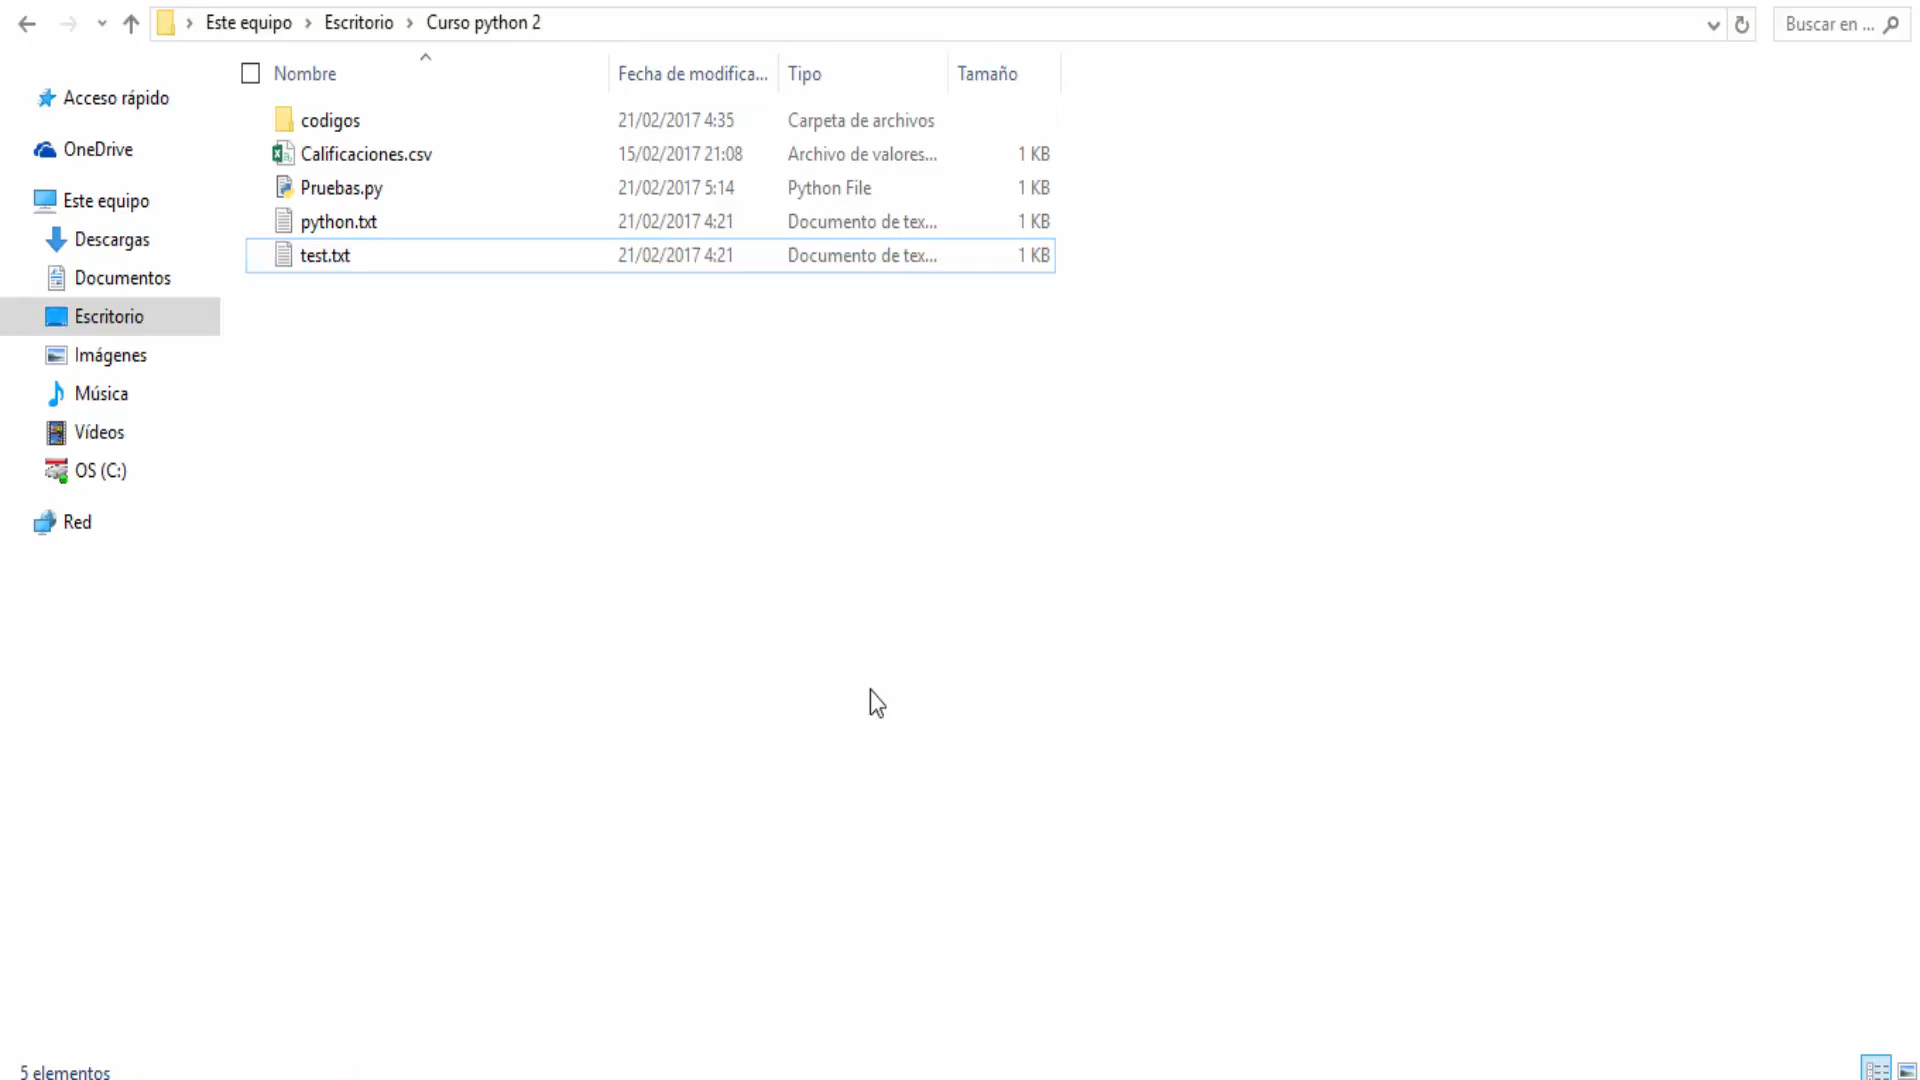 Este equipo > Escritorio > Curso python 2
Buscar en ...
Nombre Fecha de modifica... Tipo Tamaño
Acceso rápido
OneDrive
Este equipo
Descargas
Documentos
Escritorio
Imágenes
Música
Vídeos
OS (C:)
Red
codigos 21/02/2017 4:35 Carpeta de archivos
Calificaciones.csv 15/02/2017 21:08 Archivo de valores... 1 KB
Pruebas.py 21/02/2017 5:14 Python File 1 KB
python.txt 21/02/2017 4:21 Documento de tex... 1 KB
test.txt 21/02/2017 4:21 Documento de tex... 1 KB
5 elementos